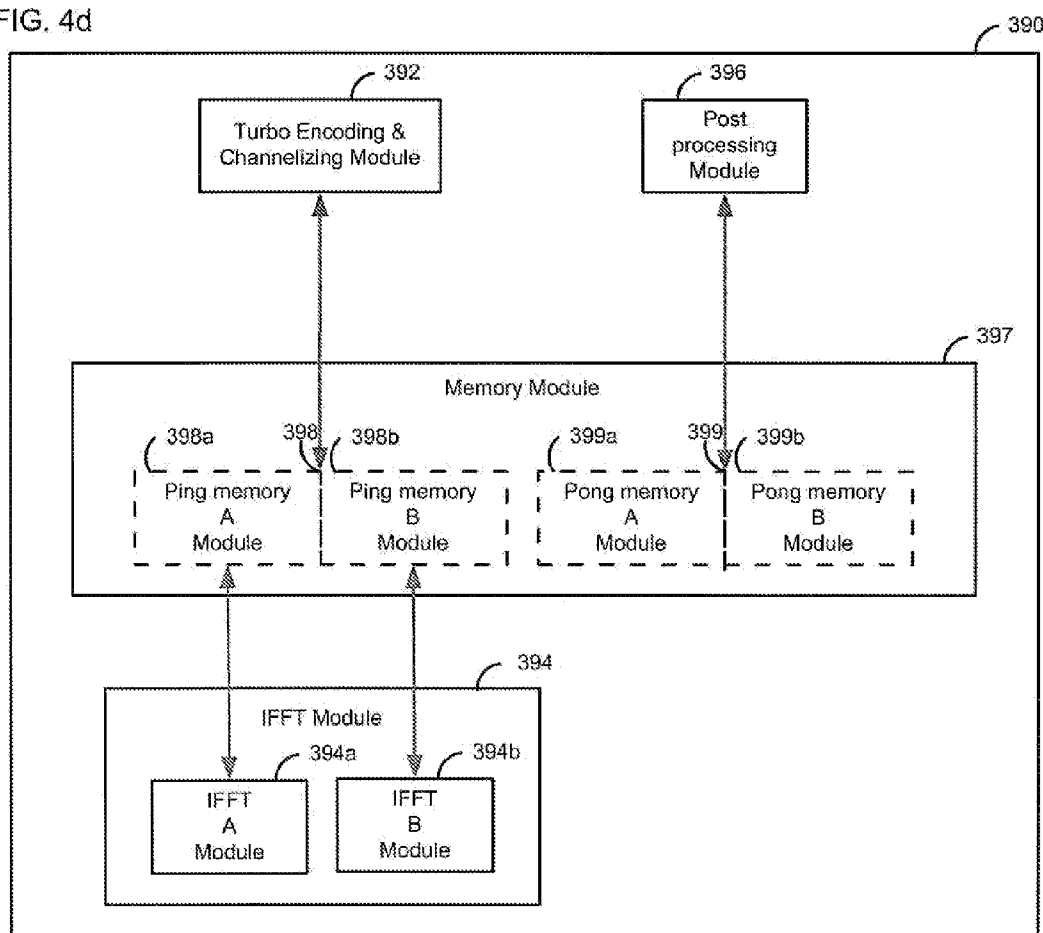 FIG. 4d
390
392
396
Turbo Encoding &
Channelizing Module
Post
processing
Module
397
Memory Module
398a
398
398b
399a
399
399b
Ping memory
A
Module
Ping memory
B
Module
Pong memory
A
Module
Pong memory
B
Module
394
IFFT Module
394a
394b
IFFT
A
Module
IFFT
B
Module